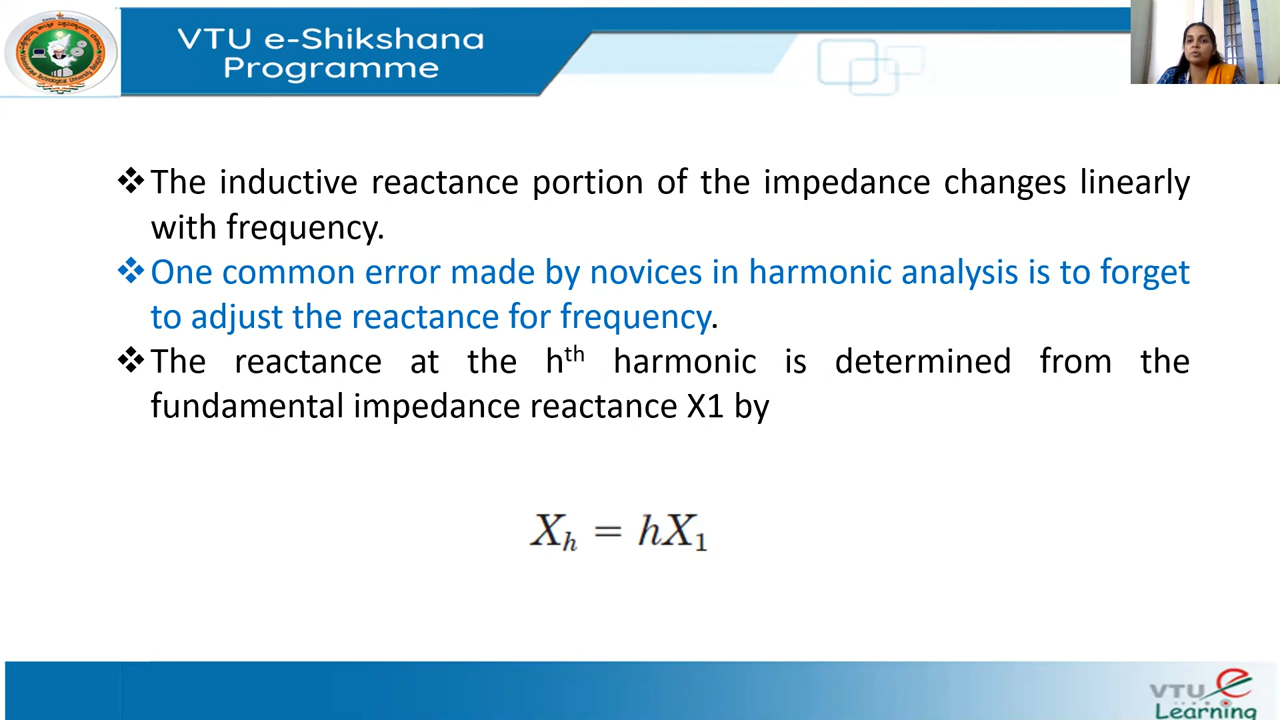 VTU e-Shikshana
Programme
❖The inductive reactance portion of the impedance changes linearly
with frequency.
❖One common error made by novices in harmonic analysis is to forget
to adjust the reactance for frequency.
❖The reactance at the hᵗʰ harmonic is determined from the
fundamental impedance reactance X1 by
Xₕ = hX₁
VTU e
Learning